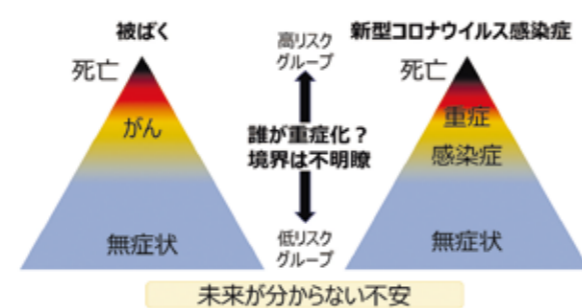 被ばく
死亡
がん
無症状
高リスク
グループ
誰が重症化？
境界は不明瞭
低リスク
グループ
新型コロナウイルス感染症
死亡
重症
感染症
無症状
未来が分からない不安